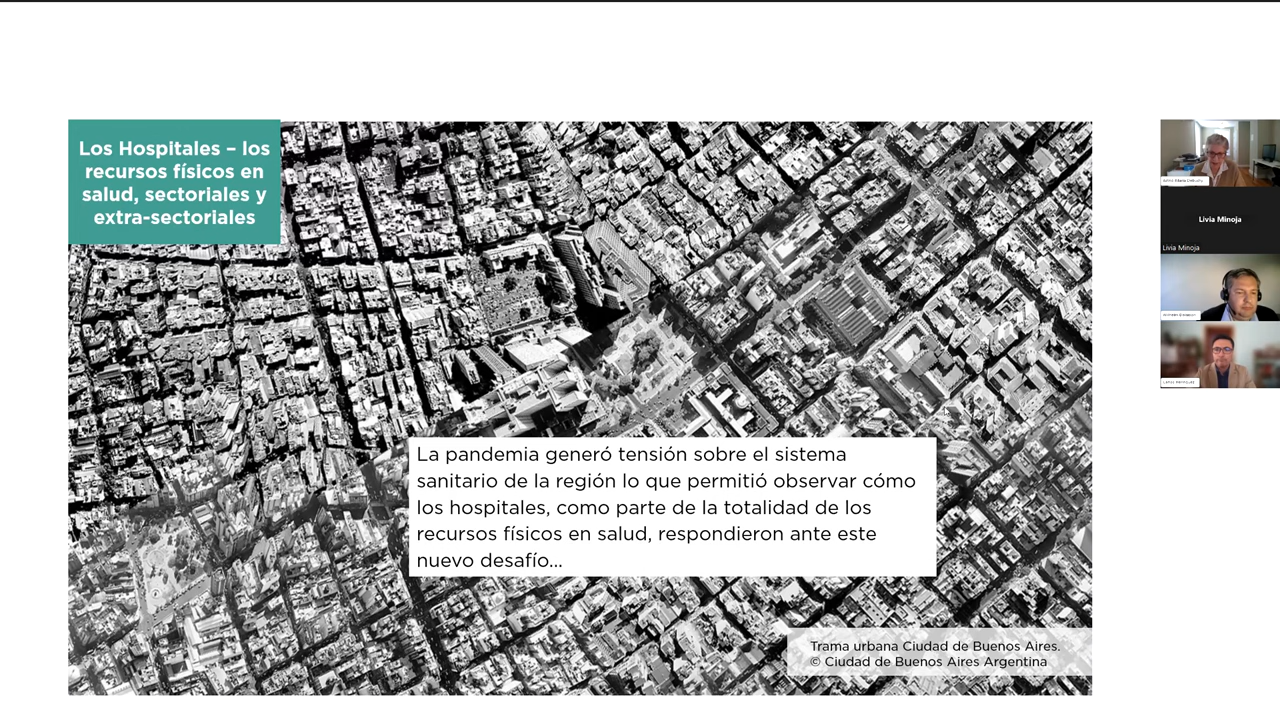 Los Hospitales – los
recursos físicos en
salud, sectoriales y
extra-sectoriales
La pandemia generó tensión sobre el sistema
sanitario de la región lo que permitió observar cómo
los hospitales, como parte de la totalidad de los
recursos físicos en salud, respondieron ante este
nuevo desafío...
Trama urbana Ciudad de Buenos Aires.
© Ciudad de Buenos Aires Argentina
Livia Minoja
Livia Minoja